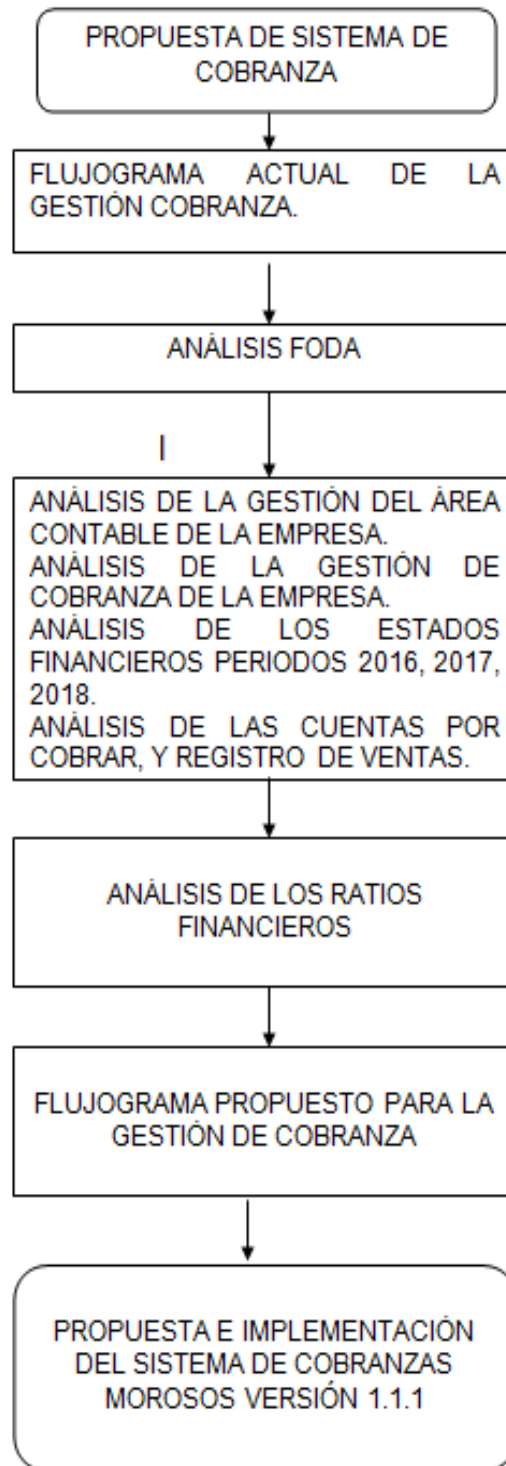 PROPUESTA DE SISTEMA DE
COBRANZA
FLUJOGRAMA ACTUAL DE LA
GESTIÓN COBRANZA.
ANÁLISIS FODA
ANÁLISIS DE LA GESTIÓN DEL ÁREA
CONTABLE DE LA EMPRESA.
ANÁLISIS DE LA GESTIÓN DE
COBRANZA DE LA EMPRESA.
ANÁLISIS DE LOS ESTADOS
FINANCIEROS PERIODOS 2016, 2017,
2018.
ANÁLISIS DE LAS CUENTAS POR
COBRAR, Y REGISTRO DE VENTAS.
ANÁLISIS DE LOS RATIOS
FINANCIEROS
FLUJOGRAMA PROPUESTO PARA LA
GESTIÓN DE COBRANZA
PROPUESTA E IMPLEMENTACIÓN
DEL SISTEMA DE COBRANZAS
MOROSOS VERSIÓN 1.1.1